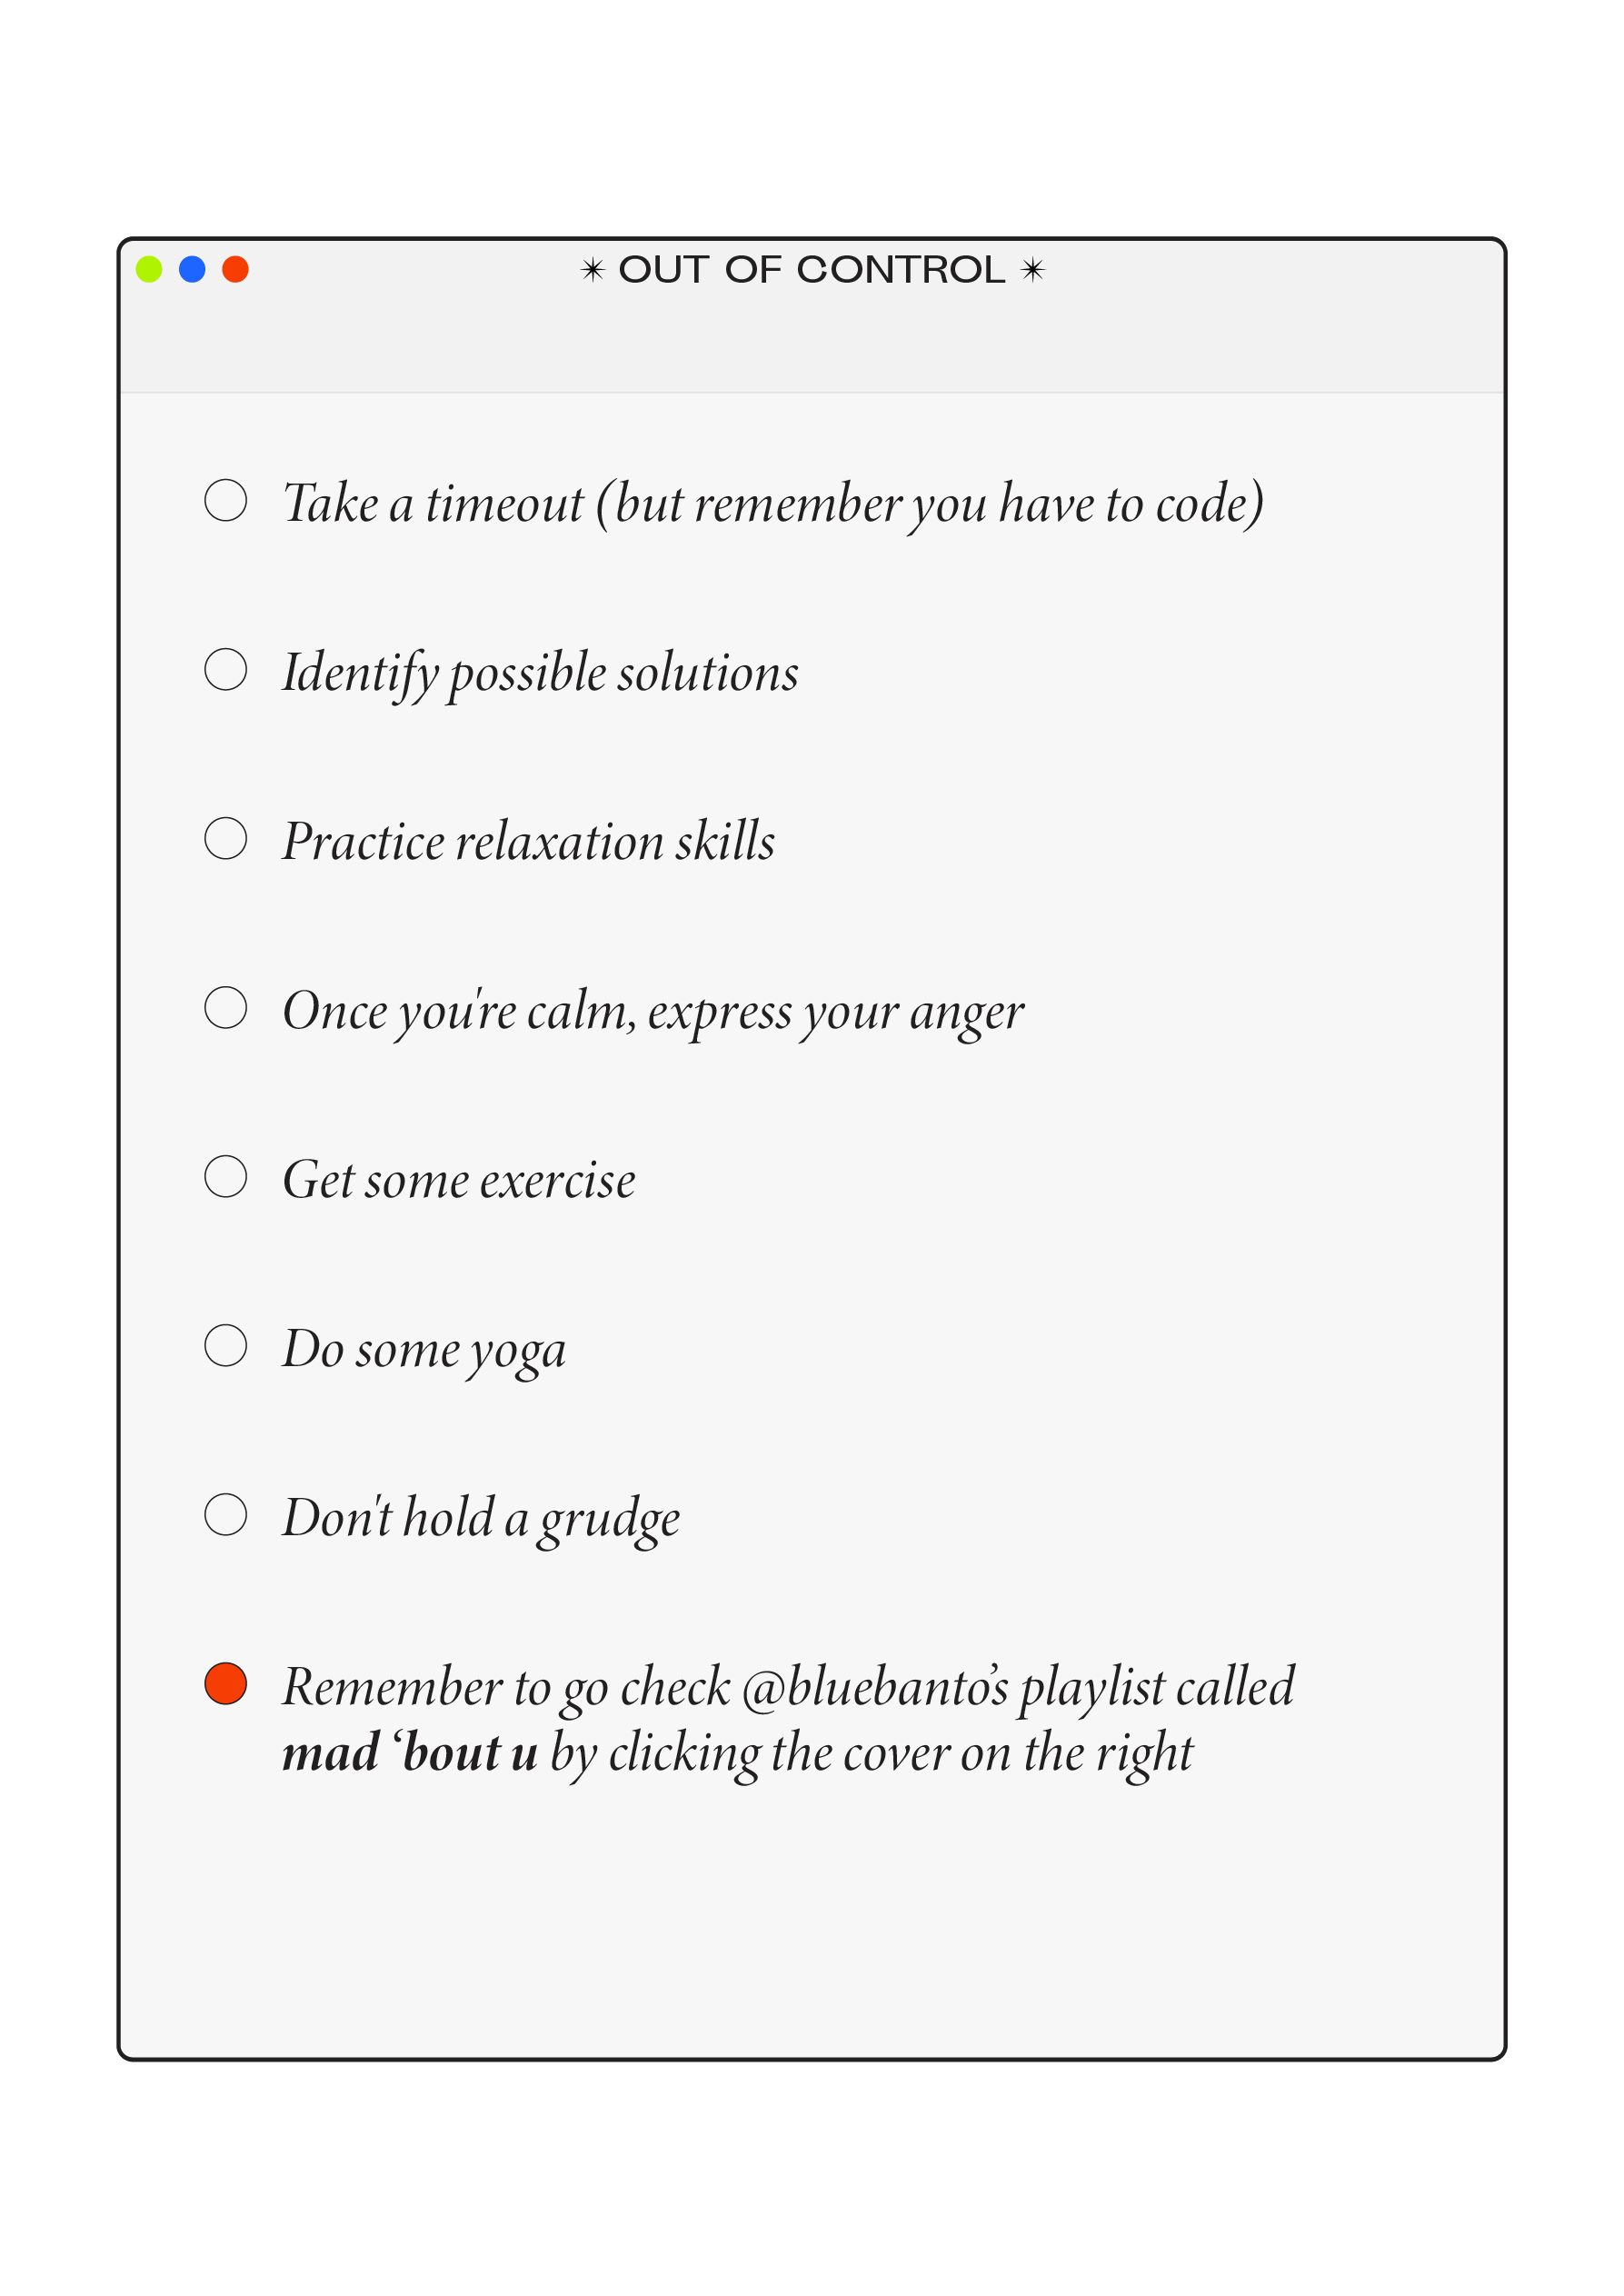 ✴ OUT OF CONTROL ✴
Take a timeout (but remember you have to code)
Identify possible solutions
Practice relaxation skills
Once you're calm, express your anger
Get some exercise
Do some yoga
Don't hold a grudge
Remember to go check @bluebanto’s playlist called
mad ‘bout u by clicking the cover on the right